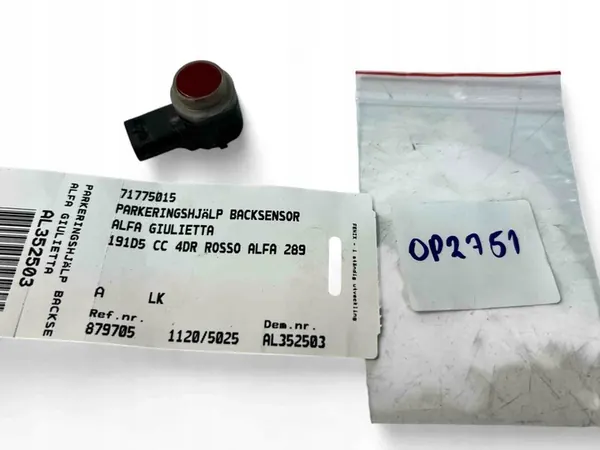 71775015
PARKERINGSHJÄLP BACKSENSOR
ALFA GIULIETTA
191D5 CC 4DR ROSSO ALFA 289
A LK
Ref.nr. Dem.nr.
879705 1120/5025 AL352503
PARKERINGSHJÄLP BACKSE
ALFA GIULIETTA
AL352503
OP2751